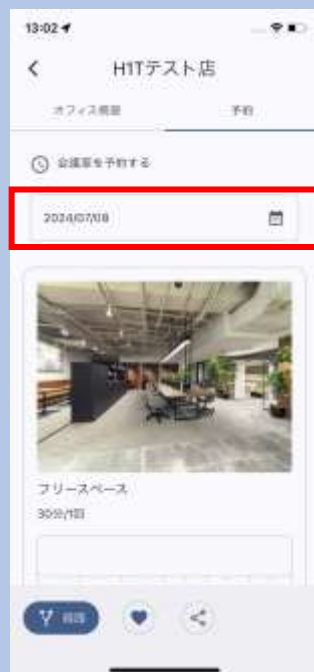 13:02
H1Tテスト店
オフィス概要
予約
会議室を予約する
2024/07/08
フリースペース
30分/1回
経路